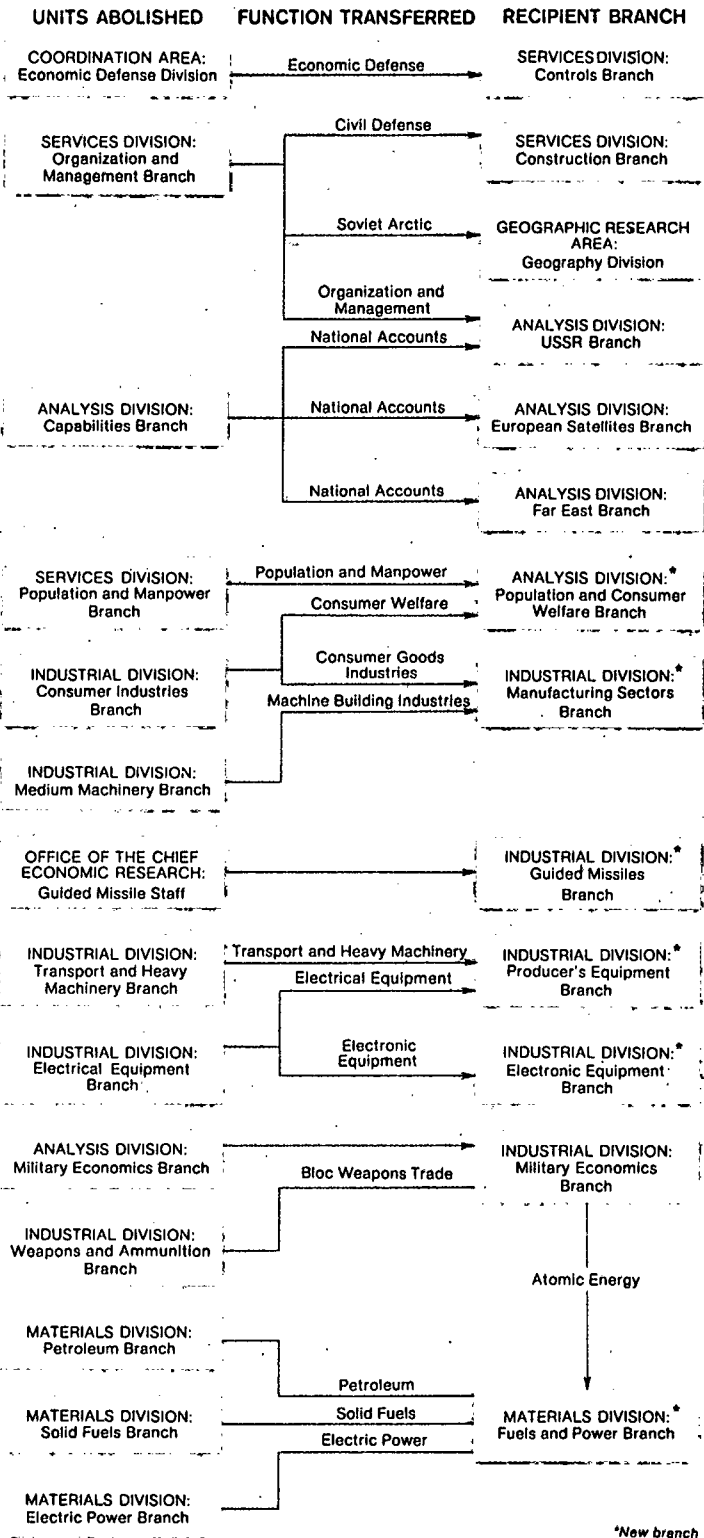 UNITS ABOLISHED FUNCTION TRANSFERRED RECIPIENT BRANCH
COORDINATION AREA:
Economic Defense Division
Economic Defense
SERVICES DIVISION:
Controls Branch
SERVICES DIVISION:
Organization and
Management Branch
Civil Defense
SERVICES DIVISION:
Construction Branch
Soviet Arctic
GEOGRAPHIC RESEARCH
AREA:
Geography Division
Organization and
Management
National Accounts
ANALYSIS DIVISION:
USSR Branch
ANALYSIS DIVISION:
Capabilities Branch
National Accounts
ANALYSIS DIVISION:
European Satellites Branch
National Accounts
ANALYSIS DIVISION:
Far East Branch
SERVICES DIVISION:
Population and Manpower
Branch
Population and Manpower
Consumer Welfare
ANALYSIS DIVISION:*
Population and Consumer
Welfare Branch
INDUSTRIAL DIVISION:
Consumer Industries
Branch
Consumer Goods
Industries
Machine Building Industries
INDUSTRIAL DIVISION:*
Manufacturing Sectors
Branch
INDUSTRIAL DIVISION:
Medium Machinery Branch
OFFICE OF THE CHIEF
ECONOMIC RESEARCH:
Guided Missile Staff
INDUSTRIAL DIVISION:*
Guided Missiles
Branch
INDUSTRIAL DIVISION:
Transport and Heavy
Machinery Branch
Transport and Heavy Machinery
Electrical Equipment
INDUSTRIAL DIVISION:*
Producer's Equipment
Branch
INDUSTRIAL DIVISION:
Electrical Equipment
Branch
Electronic
Equipment
INDUSTRIAL DIVISION:*
Electronic Equipment
Branch
ANALYSIS DIVISION:
Military Economics Branch
Bloc Weapons Trade
INDUSTRIAL DIVISION:
Military Economics
Branch
INDUSTRIAL DIVISION:
Weapons and Ammunition
Branch
Atomic Energy
MATERIALS DIVISION:
Petroleum Branch
Petroleum
MATERIALS DIVISION:
Solid Fuels Branch
Solid Fuels
Electric Power
MATERIALS DIVISION:*
Fuels and Power Branch
MATERIALS DIVISION:
Electric Power Branch
*New branch